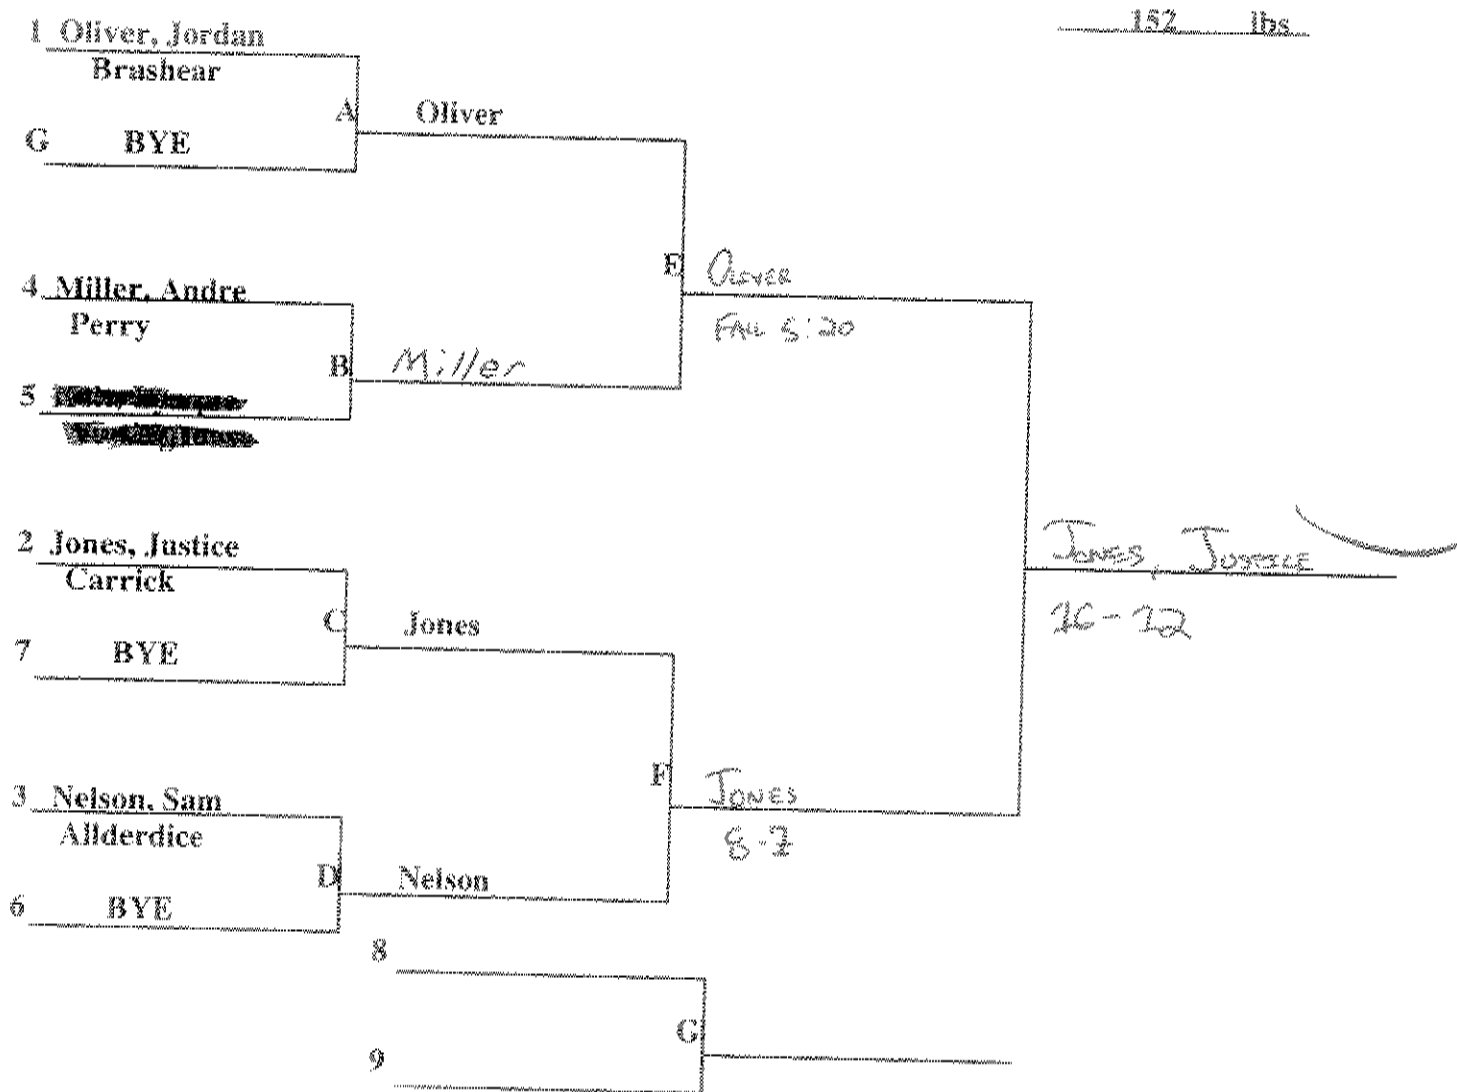 152 lbs
1 Oliver, Jordan
Brashear
A Oliver
G BYE
E Oliver
Fall 5:20
4 Miller, Andre
Perry
B Miller
5
Jones, Justice
16-12
2 Jones, Justice
Carrick
C Jones
7 BYE
F Jones
3 Nelson, Sam
Allderdice
D Nelson
6 BYE
8
G
9